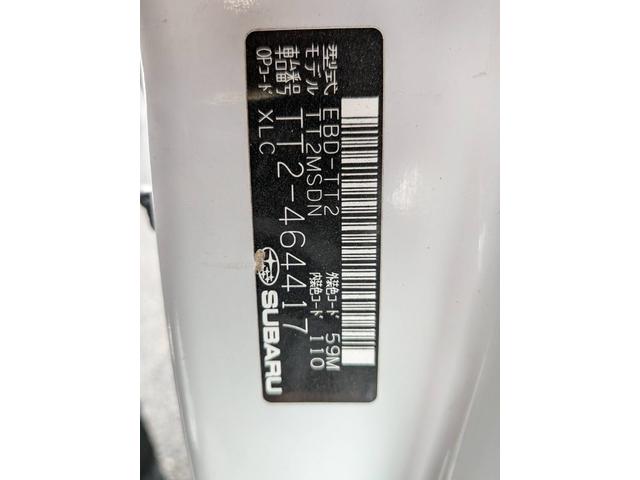 型式 EBD-TT2
モデル TT2MSDN 外装色コード 59M
車台番号 内装色コード 110
TT2-464417
OPコード XLC SUBARU